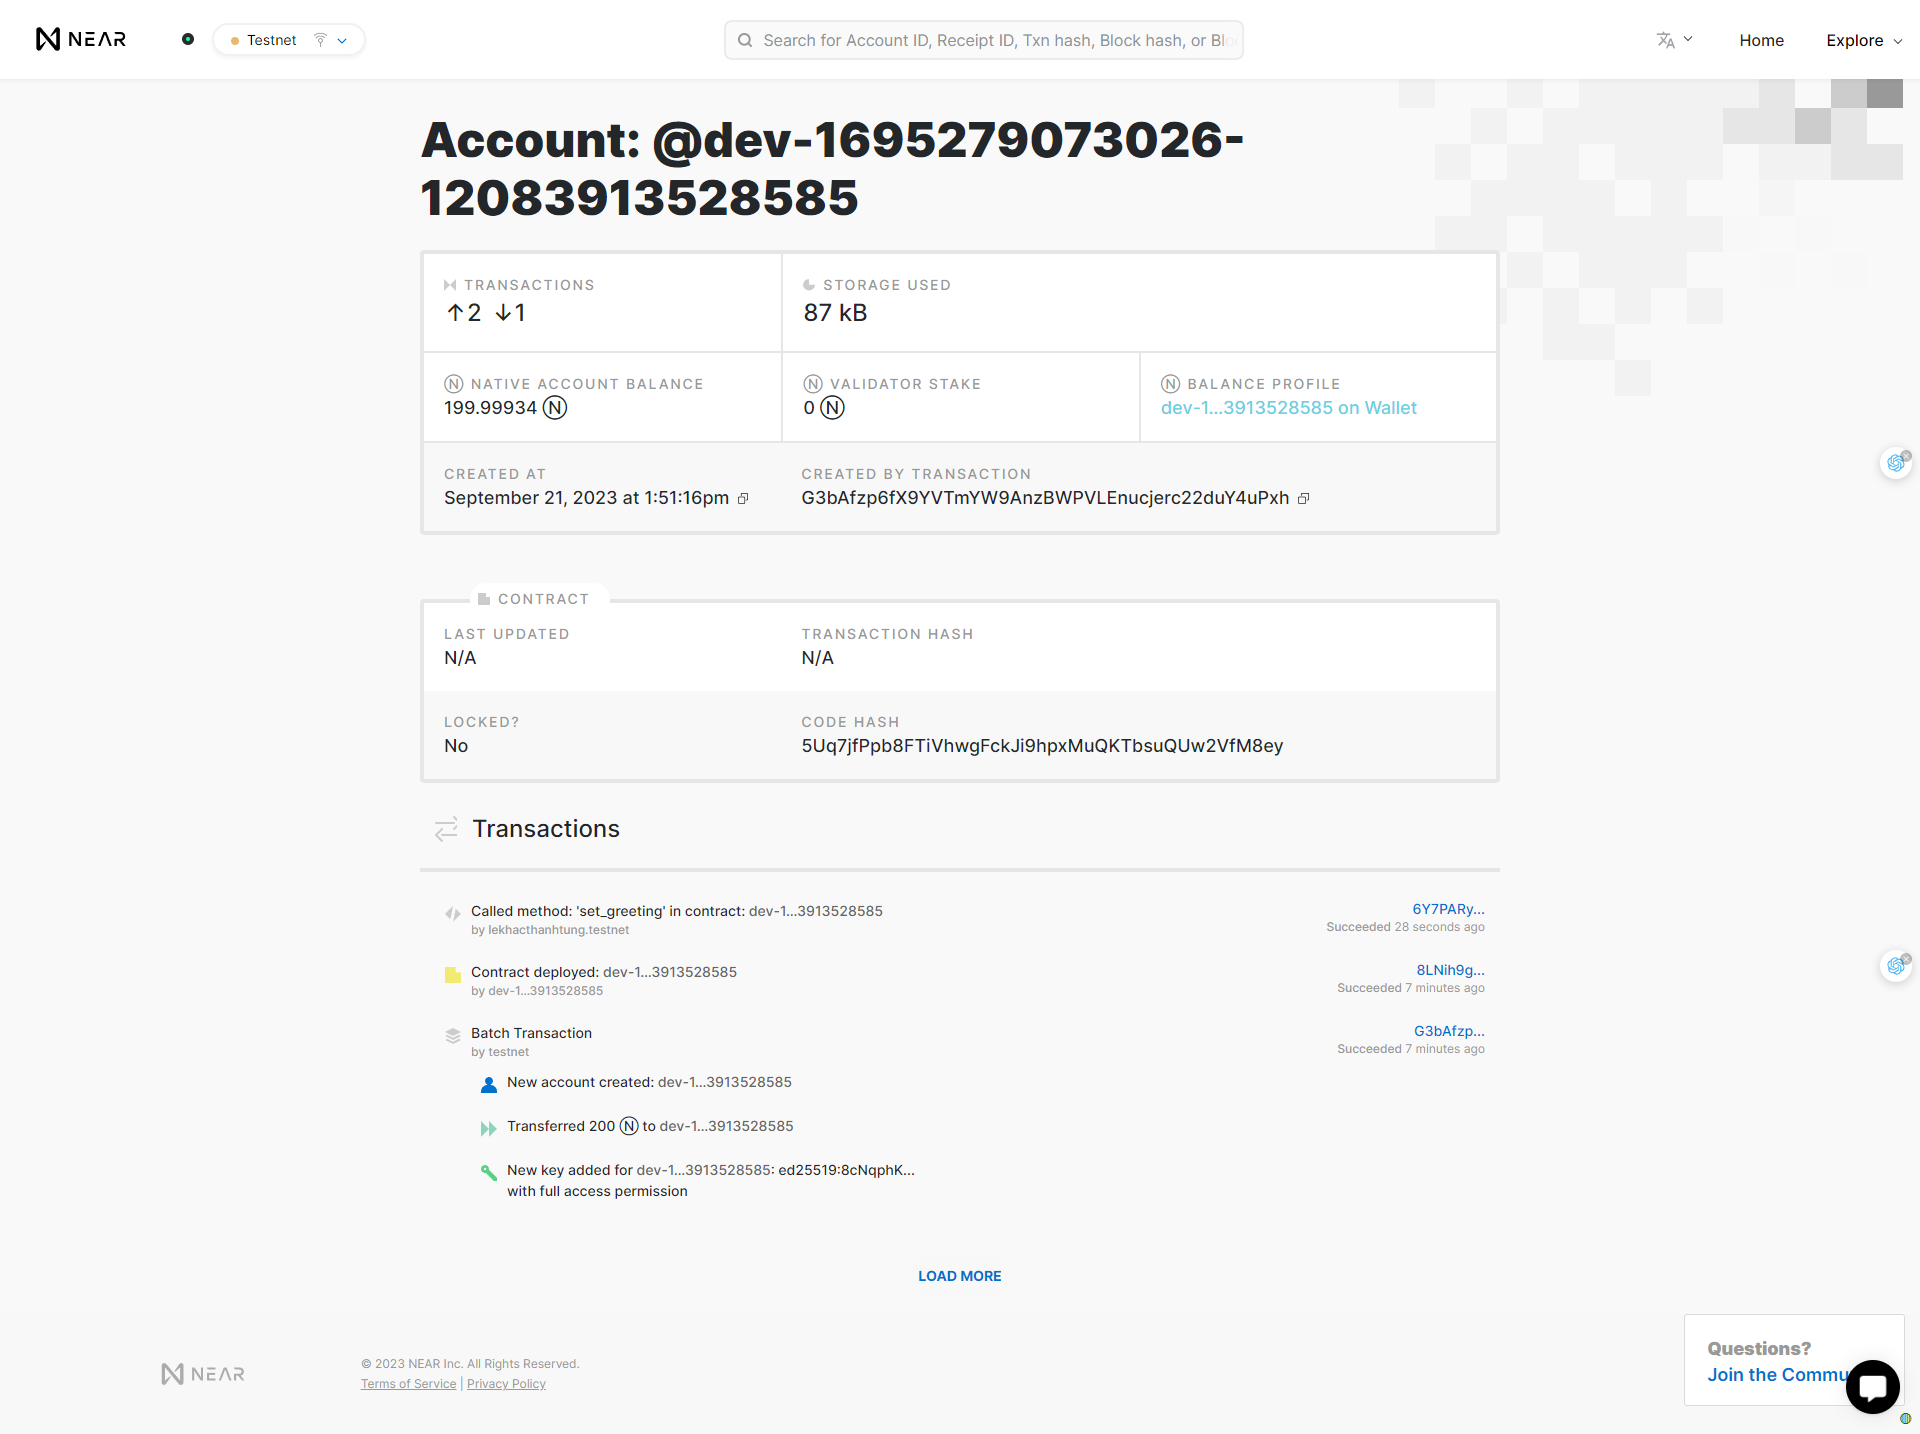 NEAR
Testnet
Search for Account ID, Receipt ID, Txn hash, Block hash, or Blo
Home
Explore
Account: @dev-1695279073026-
12083913528585
TRANSACTIONS
↑2 ↓1
STORAGE USED
87 kB
NATIVE ACCOUNT BALANCE
199.99934 Ⓝ
VALIDATOR STAKE
0 Ⓝ
BALANCE PROFILE
dev-1...3913528585 on Wallet
CREATED AT
September 21, 2023 at 1:51:16pm
CREATED BY TRANSACTION
G3bAfzp6fX9YVTmYW9AnzBWPVLEnucjerc22duY4uPxh
CONTRACT
LAST UPDATED
N/A
TRANSACTION HASH
N/A
LOCKED?
No
CODE HASH
5Uq7jfPpb8FTiVhwgFckJi9hpxMuQKTbsuQUw2VfM8ey
Transactions
Called method: 'set_greeting' in contract: dev-1...3913528585
by lekhacthanhtung.testnet
6Y7PARy...
Succeeded 28 seconds ago
Contract deployed: dev-1...3913528585
by dev-1...3913528585
8LNih9g...
Succeeded 7 minutes ago
Batch Transaction
by testnet
G3bAfzp...
Succeeded 7 minutes ago
New account created: dev-1...3913528585
Transferred 200 Ⓝ to dev-1...3913528585
New key added for dev-1...3913528585: ed25519:8cNqphK...
with full access permission
LOAD MORE
NEAR
© 2023 NEAR Inc. All Rights Reserved.
Terms of Service | Privacy Policy
Questions?
Join the Commu